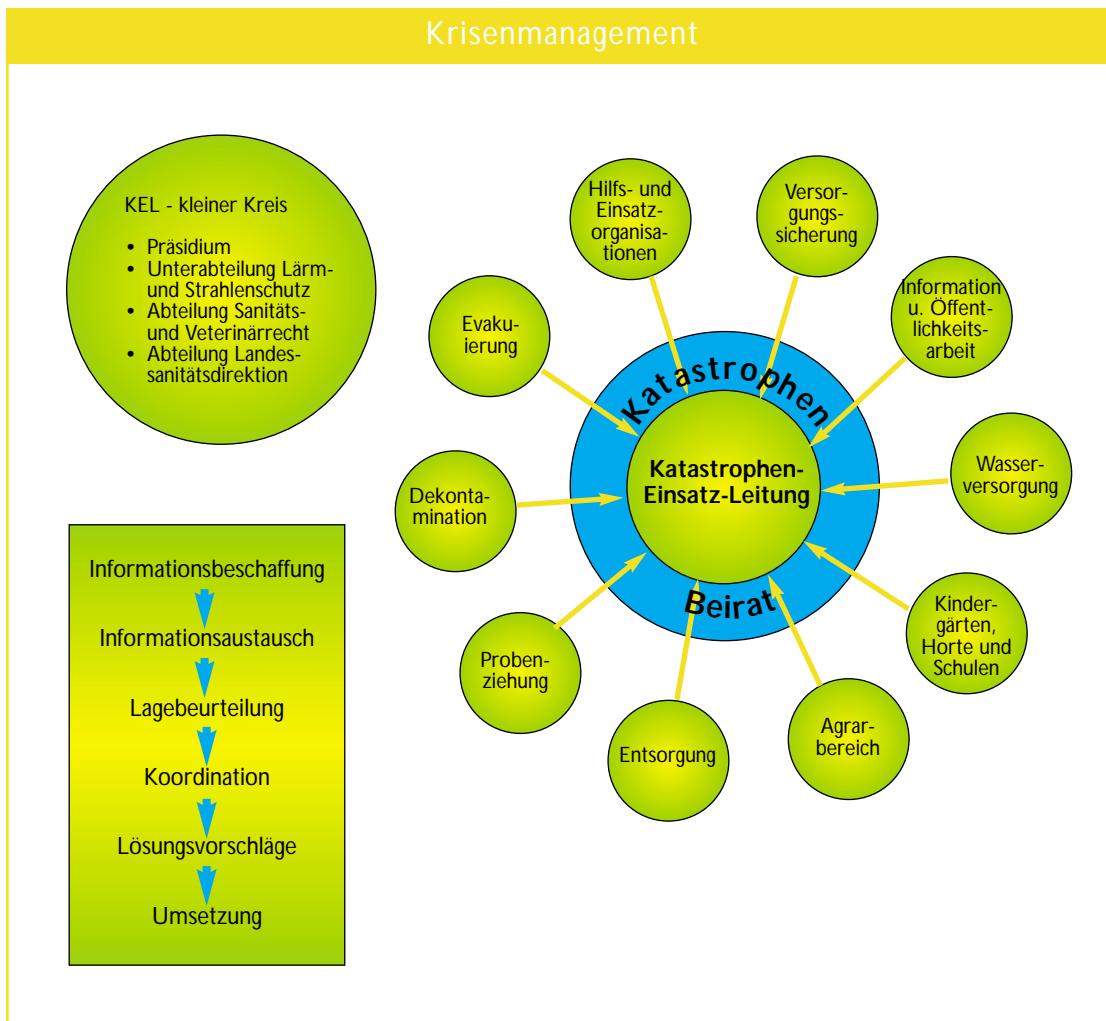 Krisenmanagement
KEL - kleiner Kreis
• Präsidium
• Unterabteilung Lärm-
und Strahlenschutz
• Abteilung Sanitäts-
und Veterinärrecht
• Abteilung Landes-
sanitätsdirektion
Informationsbeschaffung
Informationsaustausch
Lagebeurteilung
Koordination
Lösungsvorschläge
Umsetzung
Katastrophen
Beirat
Katastrophen-
Einsatz-Leitung
Hilfs- und
Einsatz-
organisa-
tionen
Versor-
gungs-
sicherung
Information
u. Öffent-
lichkeits-
arbeit
Wasser-
versorgung
Kinder-
gärten,
Horte und
Schulen
Agrar-
bereich
Entsorgung
Proben-
ziehung
Dekonta-
mination
Evaku-
ierung